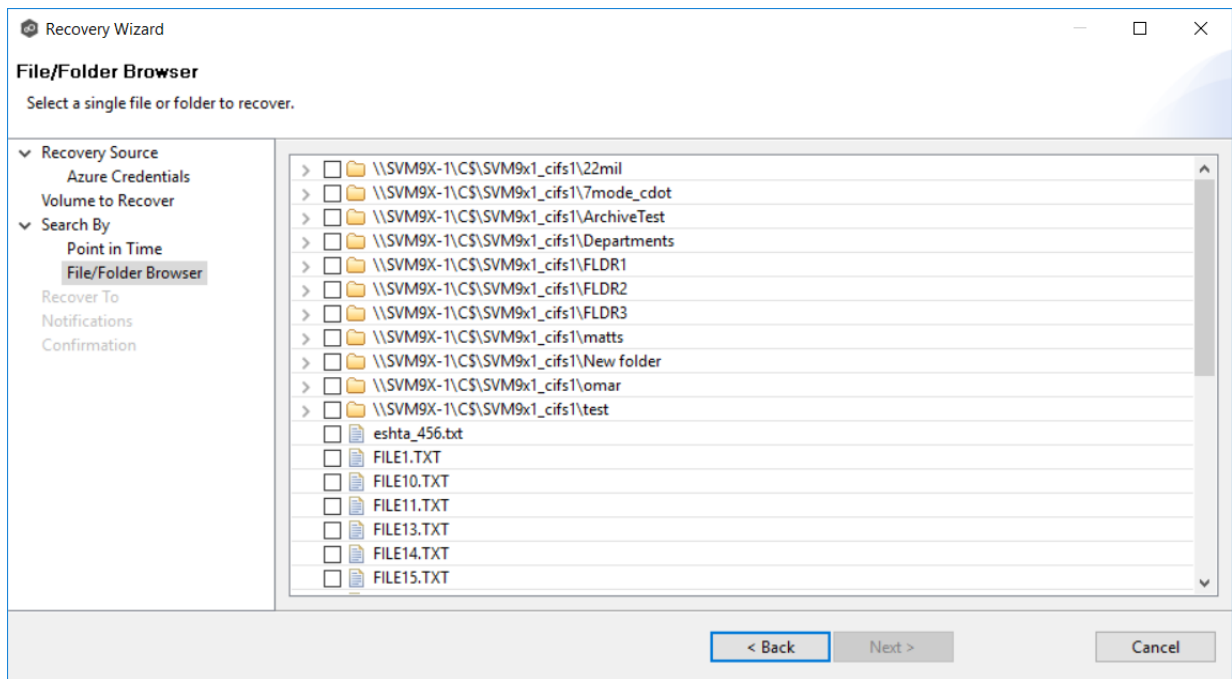 Recovery Wizard
File/Folder Browser
Select a single file or folder to recover.
Recovery Source
Azure Credentials
Volume to Recover
Search By
Point in Time
File/Folder Browser
Recover To
Notifications
Confirmation
\\SVM9X-1\C$\SVM9x1_cifs1\22mil
\\SVM9X-1\C$\SVM9x1_cifs1\7mode_cdot
\\SVM9X-1\C$\SVM9x1_cifs1\ArchiveTest
\\SVM9X-1\C$\SVM9x1_cifs1\Departments
\\SVM9X-1\C$\SVM9x1_cifs1\FLDR1
\\SVM9X-1\C$\SVM9x1_cifs1\FLDR2
\\SVM9X-1\C$\SVM9x1_cifs1\FLDR3
\\SVM9X-1\C$\SVM9x1_cifs1\matts
\\SVM9X-1\C$\SVM9x1_cifs1\New folder
\\SVM9X-1\C$\SVM9x1_cifs1\omar
\\SVM9X-1\C$\SVM9x1_cifs1\test
eshta_456.txt
FILE1.TXT
FILE10.TXT
FILE11.TXT
FILE13.TXT
FILE14.TXT
FILE15.TXT
< Back Next > Cancel